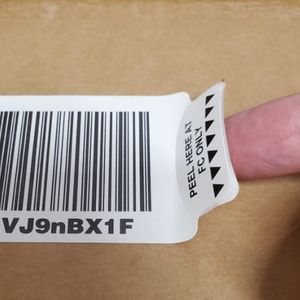 VJ9nBX1F
PEEL HERE AT
FC ONLY